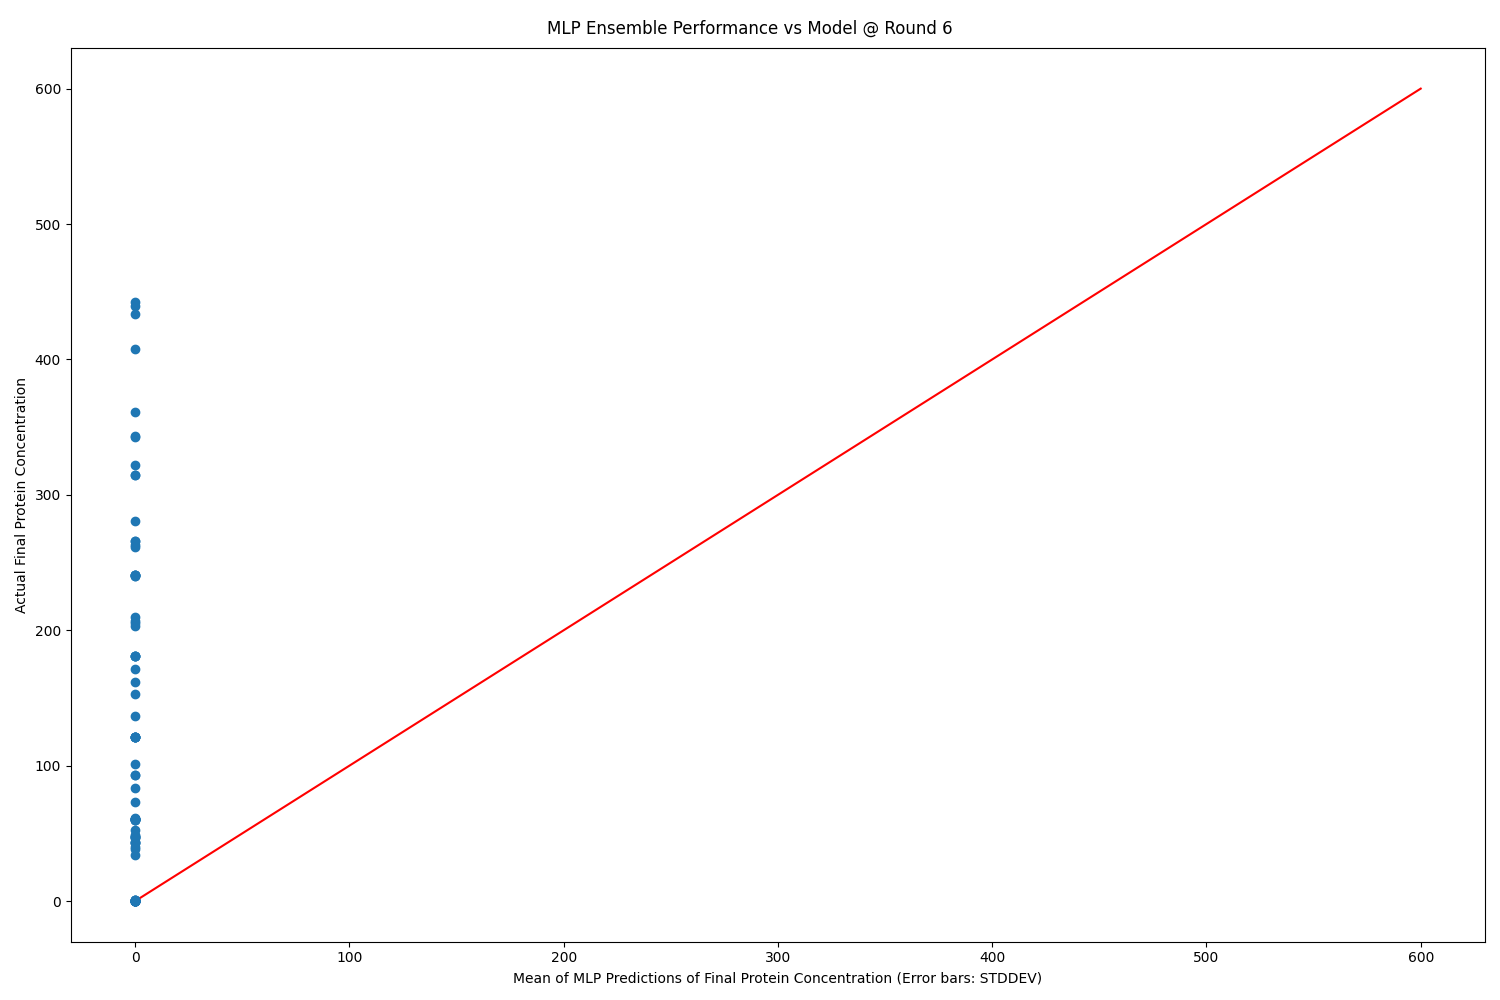 MLP Ensemble Performance vs Model @ Round 6
600
500
400
300
200
100
0
Actual Final Protein Concentration
0 100 200 300 400 500 600
Mean of MLP Predictions of Final Protein Concentration (Error bars: STDDEV)